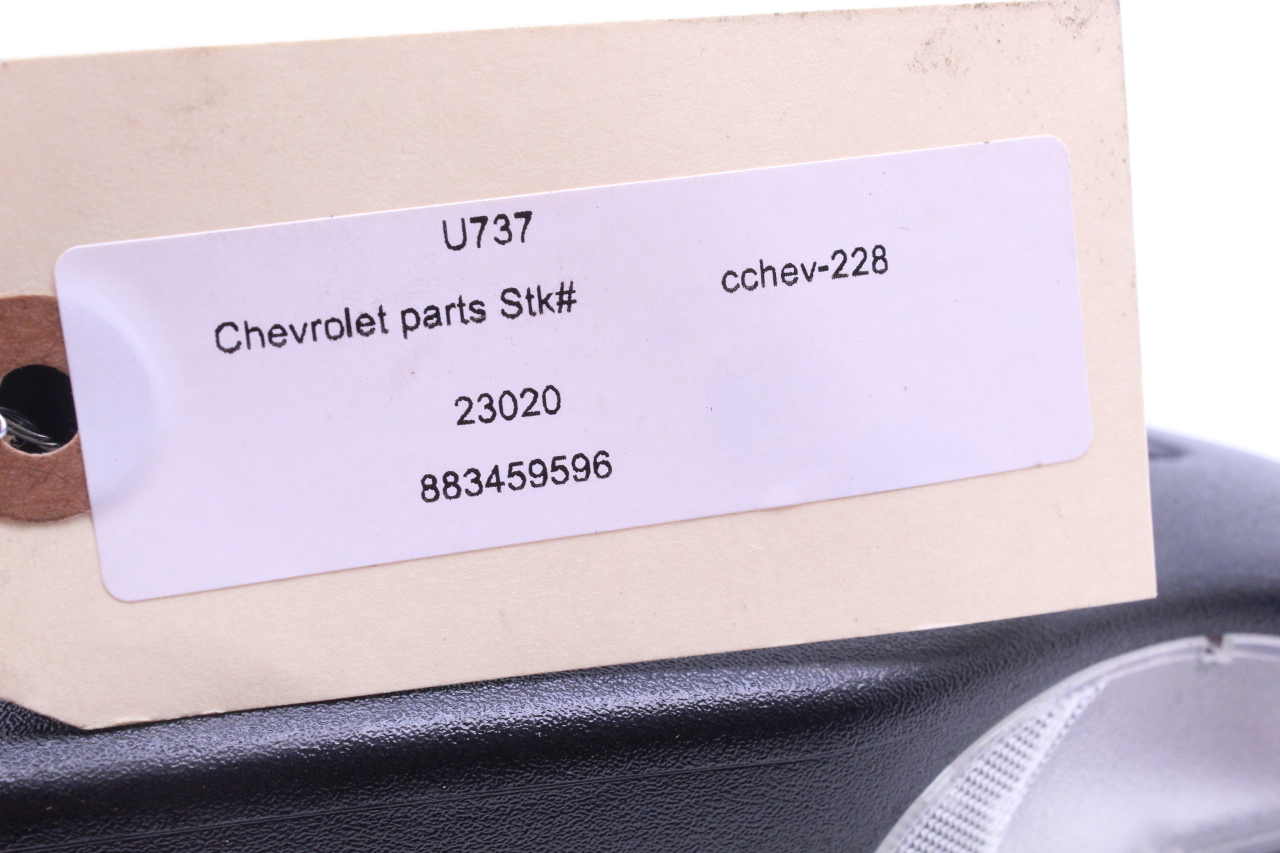 U737
Chevrolet parts Stk# cchev-228
23020
883459596